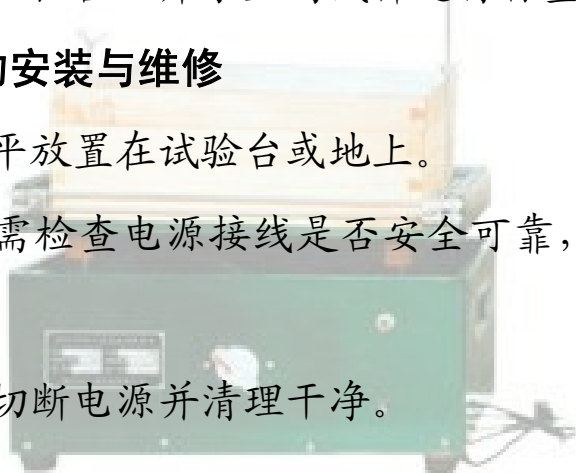 的安装与维修
平放置在试验台或地上。
需检查电源接线是否安全可靠，
切断电源并清理干净。